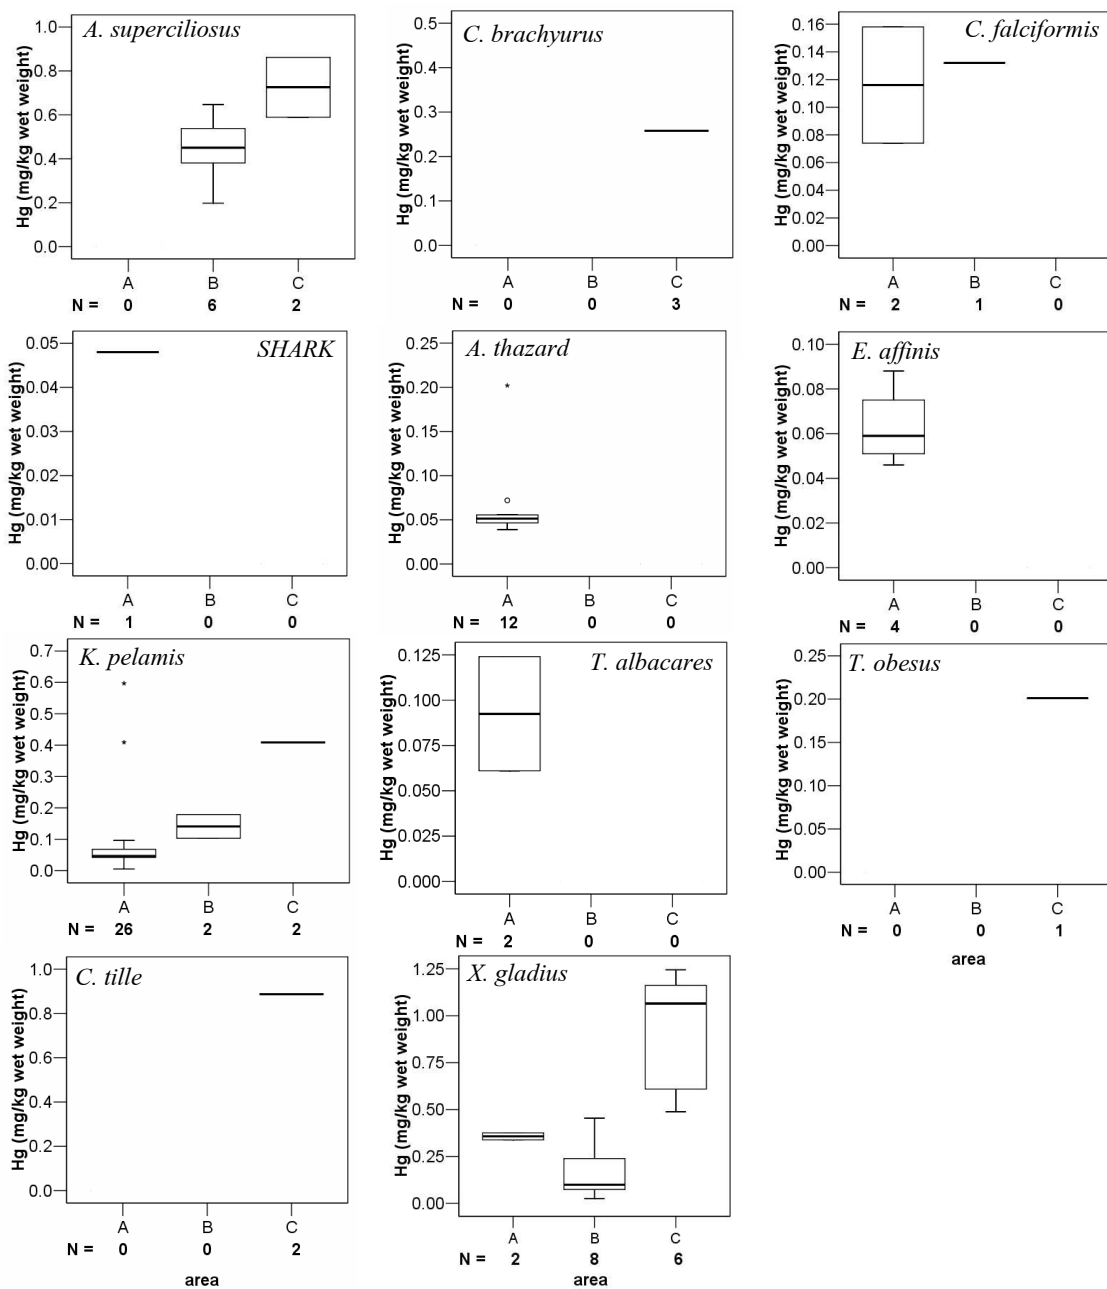 A. superciliosus
Hg (mg/kg wet weight)
1.0
0.8
0.6
0.4
0.2
0.0
A B C
N = 0 6 2
C. brachyurus
Hg (mg/kg wet weight)
0.5
0.4
0.3
0.2
0.1
0.0
A B C
N = 0 0 3
C. falciformis
Hg (mg/kg wet weight)
0.16
0.14
0.12
0.10
0.08
0.06
0.04
0.02
0.00
A B C
N = 2 1 0
SHARK
Hg (mg/kg wet weight)
0.05
0.04
0.03
0.02
0.01
0.00
A B C
N = 1 0 0
A. thazard
Hg (mg/kg wet weight)
0.25
0.20
0.15
0.10
0.05
0.00
A B C
N = 12 0 0
E. affinis
Hg (mg/kg wet weight)
0.10
0.08
0.06
0.04
0.02
0.00
A B C
N = 4 0 0
K. pelamis
Hg (mg/kg wet weight)
0.7
0.6
0.5
0.4
0.3
0.2
0.1
0.0
A B C
N = 26 2 2
T. albacares
Hg (mg/kg wet weight)
0.125
0.100
0.075
0.050
0.025
0.000
A B C
N = 2 0 0
T. obesus
Hg (mg/kg wet weight)
0.25
0.20
0.15
0.10
0.05
0.00
A B C
N = 0 0 1
area
C. tille
Hg (mg/kg wet weight)
1.0
0.8
0.6
0.4
0.2
0.0
A B C
N = 0 0 2
area
X. gladius
Hg (mg/kg wet weight)
1.25
1.00
0.75
0.50
0.25
0.00
A B C
N = 2 8 6
area